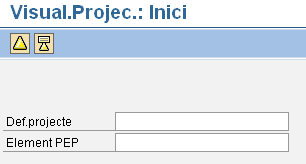 Visual.Projec.: Inici
Def.projecte
Element PEP